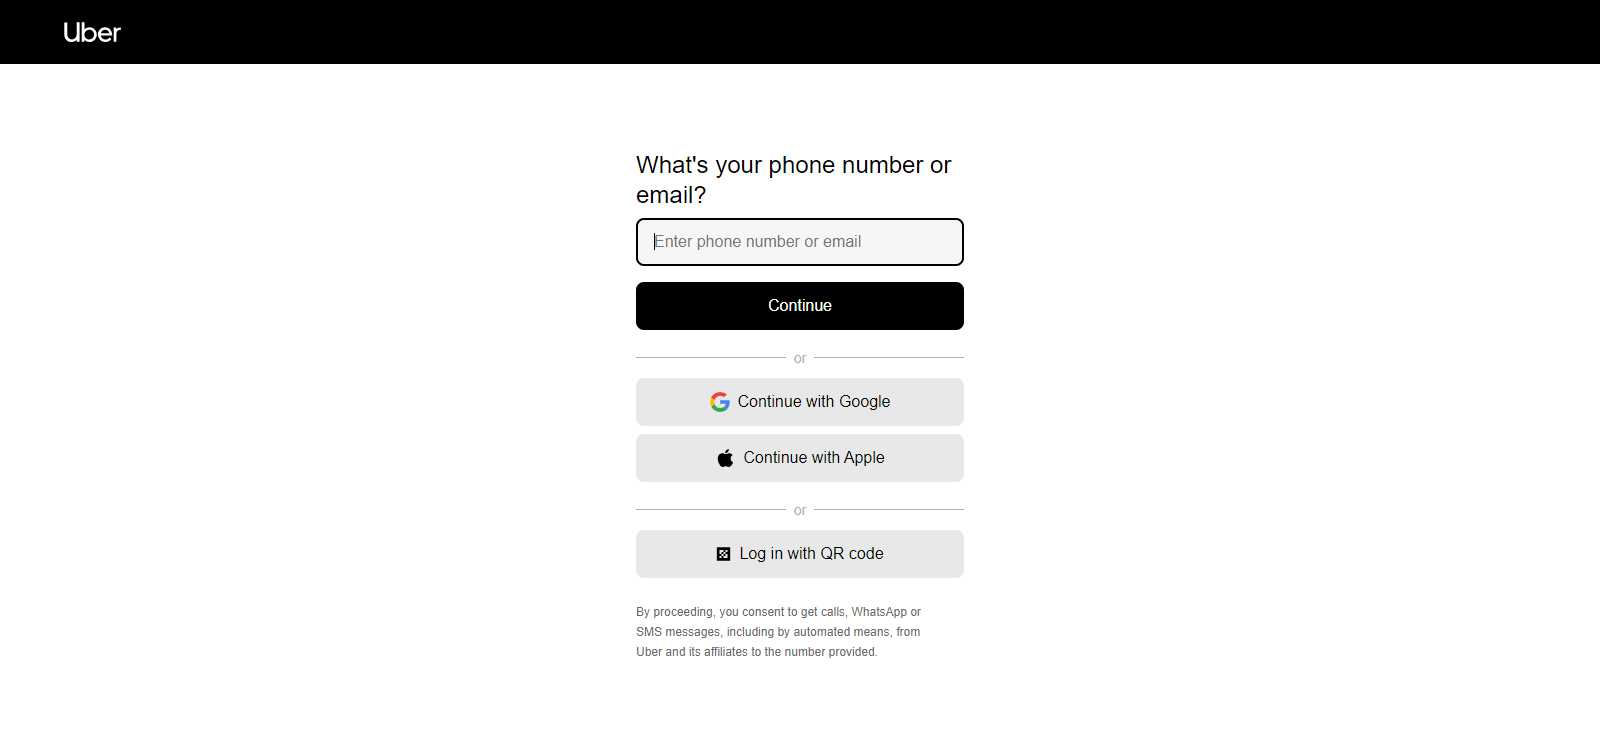 Uber
What's your phone number or
email?
Enter phone number or email
Continue
or
Continue with Google
Continue with Apple
or
Log in with QR code
By proceeding, you consent to get calls, WhatsApp or
SMS messages, including by automated means, from
Uber and its affiliates to the number provided.